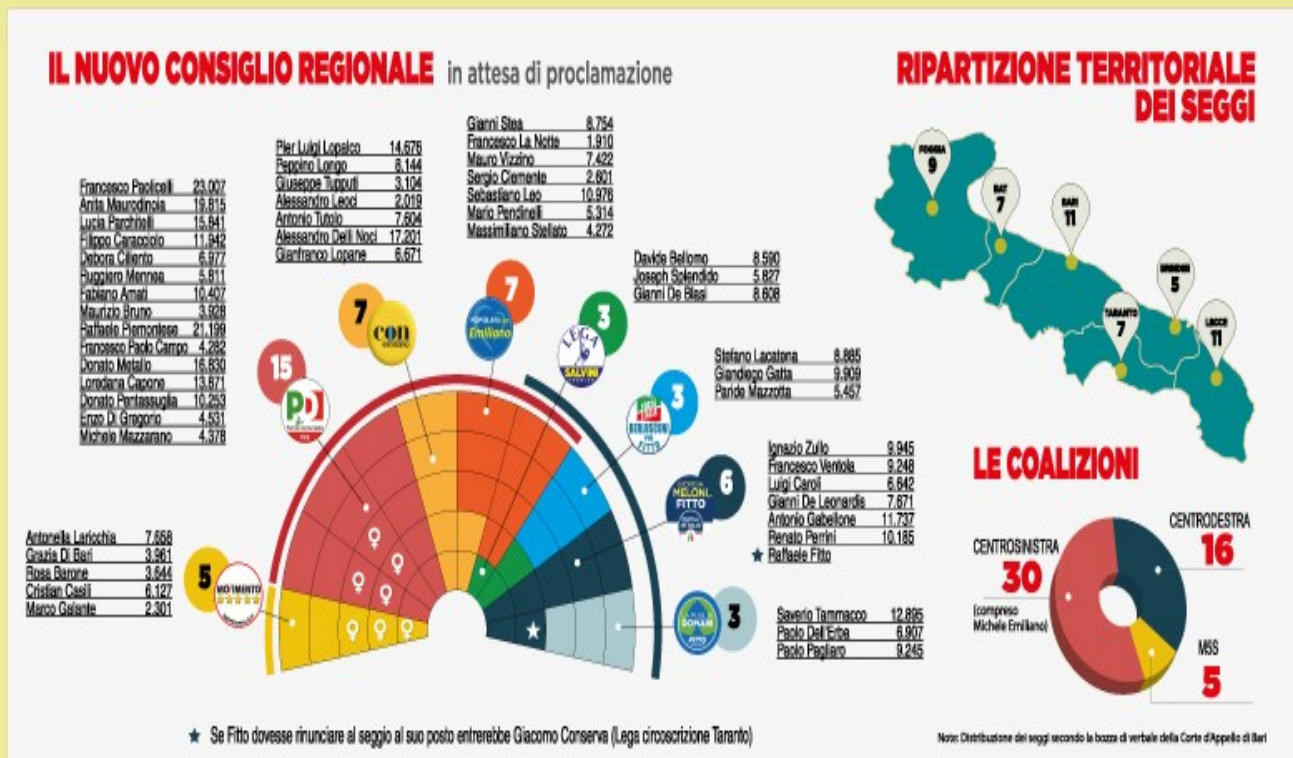 IL NUOVO CONSIGLIO REGIONALE in attesa di proclamazione
Francesco Paolicelli 23.007
Anita Maurodinoia 19.815
Lucia Parchitelli 15.841
Filippo Caracciolo 11.942
Debora Ciliento 6.977
Ruggiero Mennea 5.811
Fabiano Amati 10.407
Maurizio Bruno 3.928
Raffaele Piemontese 21.199
Francesco Paolo Campo 4.282
Donato Metallo 16.830
Loredana Capone 13.871
Donato Pentassuglia 10.253
Enzo Di Gregorio 4.531
Michele Mazzarano 4.378
Pier Luigi Lopalco 14.676
Peppino Longo 8.144
Giuseppe Tupputi 3.104
Alessandro Leoci 2.019
Antonio Tutolo 7.604
Alessandro Delli Noci 17.201
Gianfranco Lopane 6.671
Gianni Stea 8.754
Francesco La Notte 1.910
Mauro Vizzino 7.422
Sergio Clemente 2.601
Sebastiano Leo 10.976
Mario Pendinelli 5.314
Massimiliano Stellato 4.272
Davide Bellomo 8.590
Joseph Splendido 5.827
Gianni De Blasi 8.608
Stefano Lacatena 8.885
Giandiego Gatta 9.909
Paride Mazzotta 5.457
Ignazio Zullo 9.945
Francesco Ventola 9.248
Luigi Caroli 6.642
Gianni De Leonardis 7.671
Antonio Gabellone 11.737
Renato Perrini 10.185
★ Raffaele Fitto
Saverio Tammacco 12.895
Paolo Dell'Erba 6.907
Paolo Pagliaro 9.245
Antonella Laricchia 7.658
Grazia Di Bari 3.961
Rosa Barone 3.644
Cristian Casili 6.127
Marco Galante 2.301
5
MOVIMENTO
15
PD
7
con
7
POPOLARI
Emiliano
3
LEGA
SALVINI
3
BERLUSCONI
FITTO
6
MELONI
FITTO
3
DOMANI
★ Se Fitto dovesse rinunciare al seggio al suo posto entrerebbe Giacomo Conserva (Lega circoscrizione Taranto)
RIPARTIZIONE TERRITORIALE
DEI SEGGI
FOGGIA
9
BAT
7
BARI
11
BRINDISI
5
TARANTO
7
LECCE
11
LE COALIZIONI
CENTROSINISTRA
30
(compreso
Michele Emiliano)
CENTRODESTRA
16
M5S
5
Note: Distribuzione dei seggi secondo la bozza di verbale della Corte d'Appello di Bari